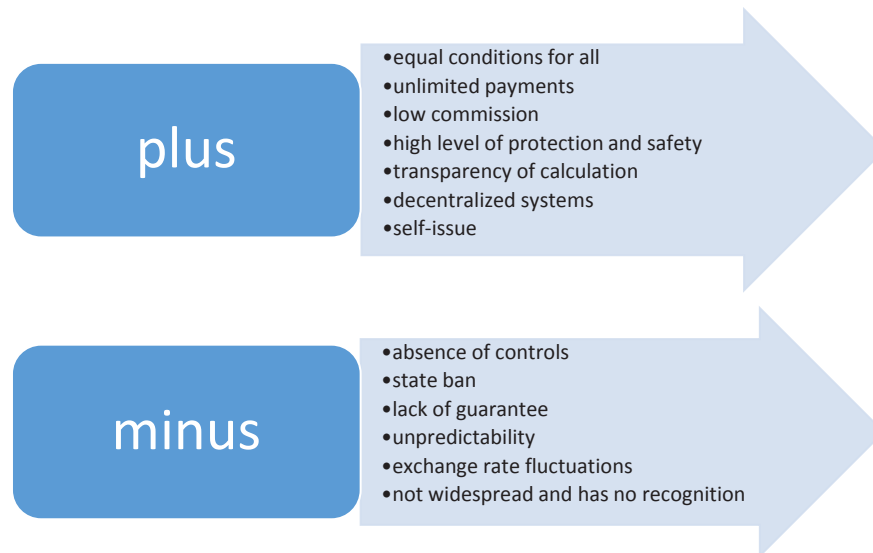 plus
•equal conditions for all
•unlimited payments
•low commission
•high level of protection and safety
•transparency of calculation
•decentralized systems
•self-issue
minus
•absence of controls
•state ban
•lack of guarantee
•unpredictability
•exchange rate fluctuations
•not widespread and has no recognition